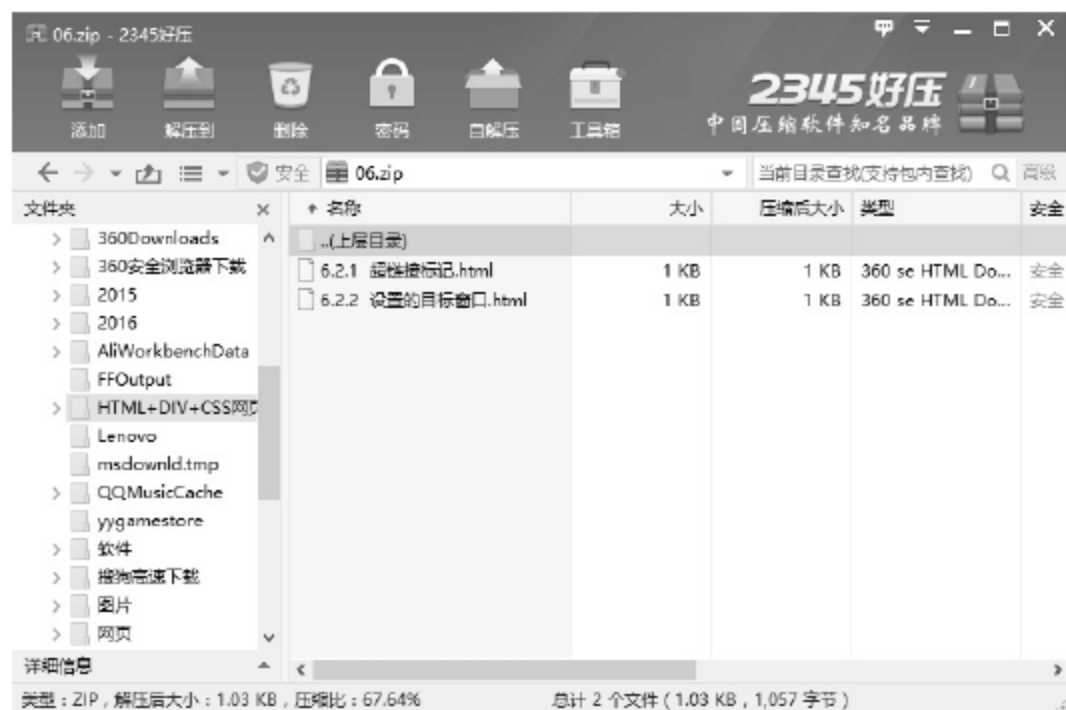 06.zip - 2345好压
添加 解压到 删除 密码 自解压 工具箱
2345好压
中国压缩软件知名品牌
安全 06.zip 当前目录查找(支持包内查找) 高级
文件夹 名称 大小 压缩后大小 类型 安全
360Downloads
360安全浏览器下载
2015
2016
AliWorkbenchData
FFOutput
HTML+DIV+CSS网页
Lenovo
msdownld.tmp
QQMusicCache
yygamestore
软件
搜狗高速下载
图片
网页
..(上层目录)
6.2.1 超链接标记.html 1 KB 1 KB 360 se HTML Do... 安全
6.2.2 设置的目标窗口.html 1 KB 1 KB 360 se HTML Do... 安全
详细信息
类型：ZIP，解压后大小：1.03 KB，压缩比：67.64% 总计 2 个文件（1.03 KB，1,057 字节）